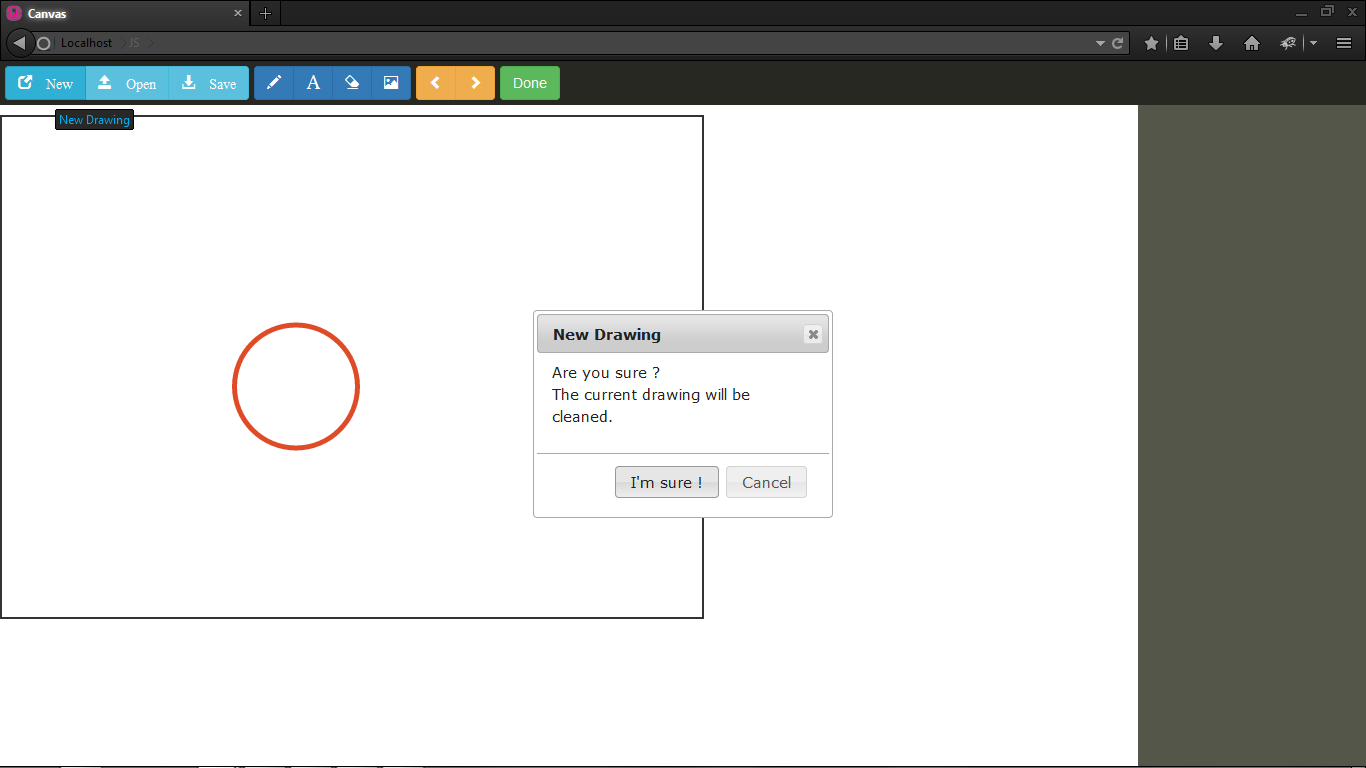 Canvas
Localhost JS
New Open Save A Done
New Drawing
New Drawing
Are you sure ?
The current drawing will be
cleaned.
I'm sure ! Cancel